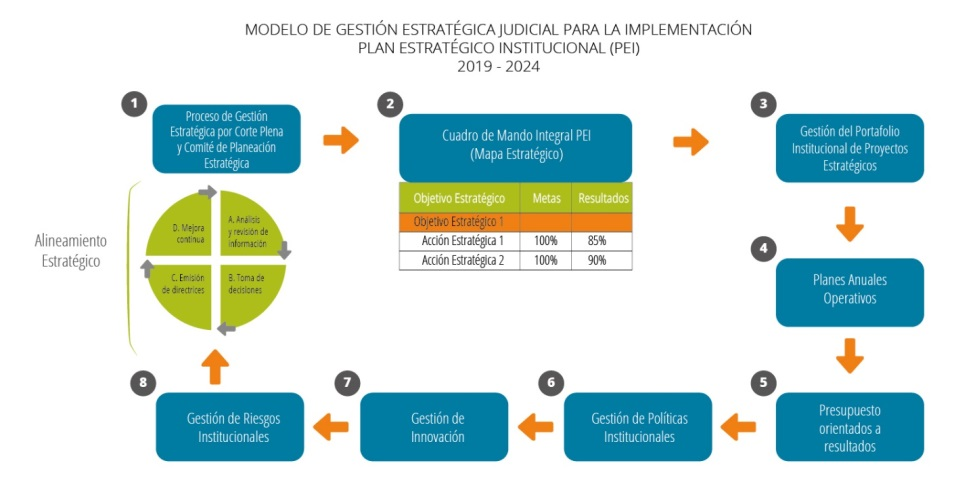 MODELO DE GESTIÓN ESTRATÉGICA JUDICIAL PARA LA IMPLEMENTACIÓN
PLAN ESTRATÉGICO INSTITUCIONAL (PEI)
2019 - 2024
1
Proceso de Gestión
Estratégica por Corte Plena
y Comité de Planeación
Estratégica
2
Cuadro de Mando Integral PEI
(Mapa Estratégico)
Objetivo Estratégico Metas Resultados
Objetivo Estratégico 1
Acción Estratégica 1 100% 85%
Acción Estratégica 2 100% 90%
3
Gestión del Portafolio
Institucional de Proyectos
Estratégicos
Alineamiento
Estratégico
A. Análisis
y revisión de
información
B. Toma de
decisiones
C. Emisión
de directrices
D. Mejora
continua
4
Planes Anuales
Operativos
5
Presupuesto
orientados a
resultados
6
Gestión de Políticas
Institucionales
7
Gestión de
Innovación
8
Gestión de Riesgos
Institucionales